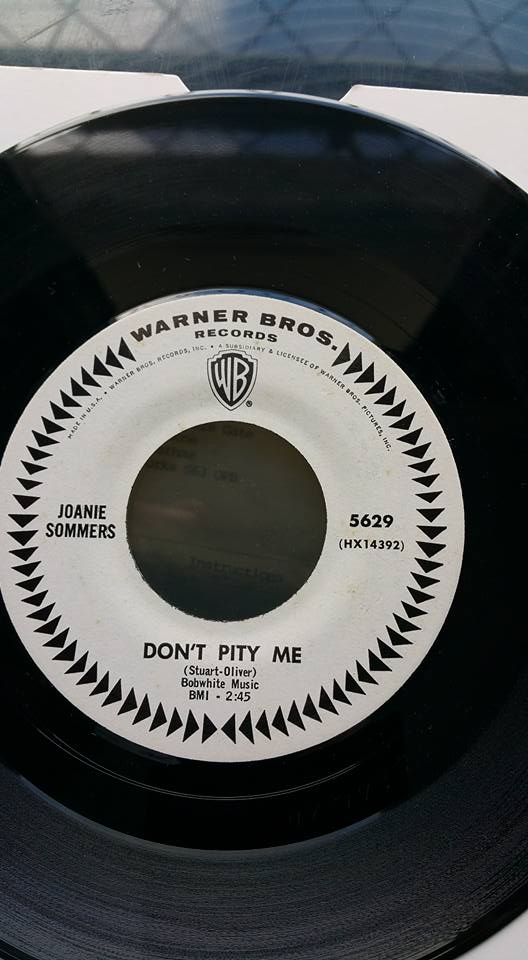 WARNER BROS.
RECORDS
MADE IN U.S.A. • WARNER BROS. RECORDS, INC. • A SUBSIDIARY & LICENSEE OF WARNER BROS. PICTURES, INC.
WB
®
JOANIE
SOMMERS
5629
(HX14392)
Instructions
DON'T PITY ME
(Stuart-Oliver)
Bobwhite Music
BMI - 2:45